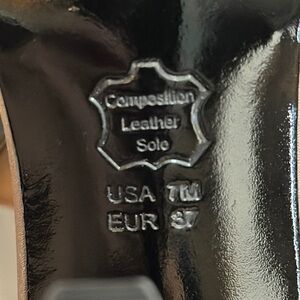 Composition
Leather
Sole
USA 7M
EUR 37